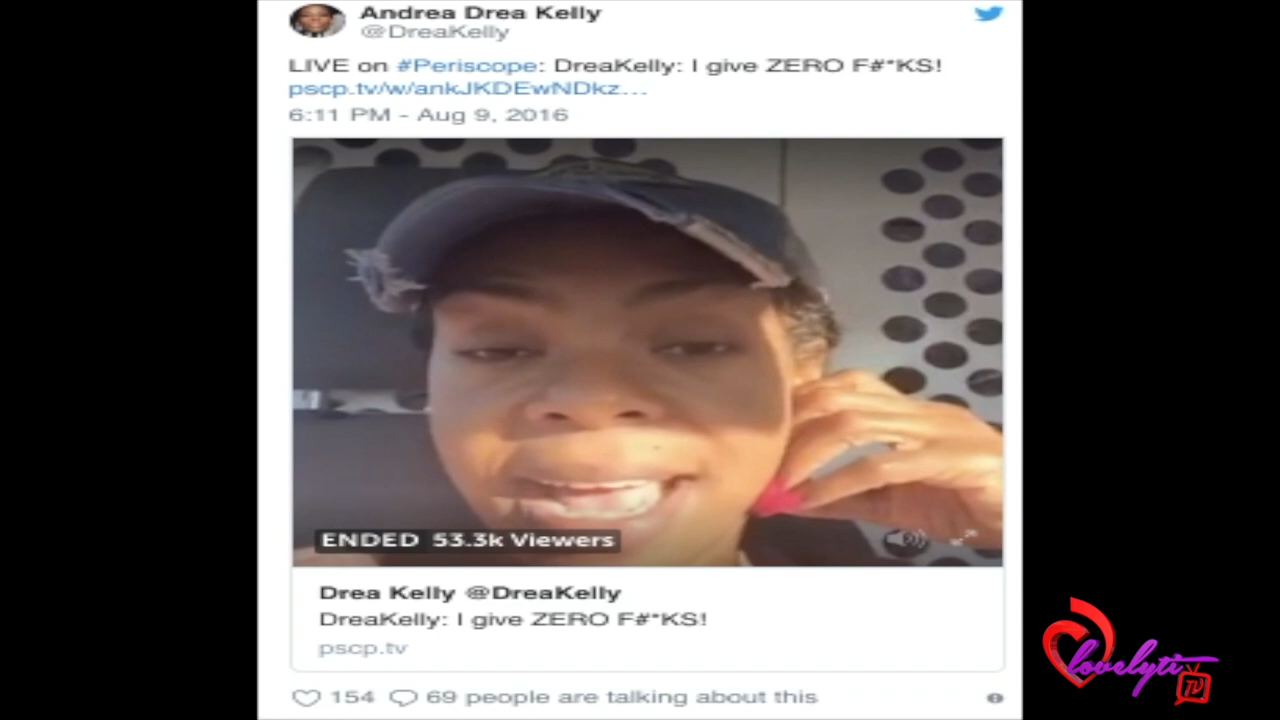 Andrea Drea Kelly
@DreaKelly
LIVE on #Periscope: DreaKelly: I give ZERO F#*KS!
pscp.tv/w/ankJKDEwNDkz…
6:11 PM - Aug 9, 2016
ENDED 53.3k Viewers
Drea Kelly @DreaKelly
DreaKelly: I give ZERO F#*KS!
pscp.tv
154 69 people are talking about this
lovelyti
TV